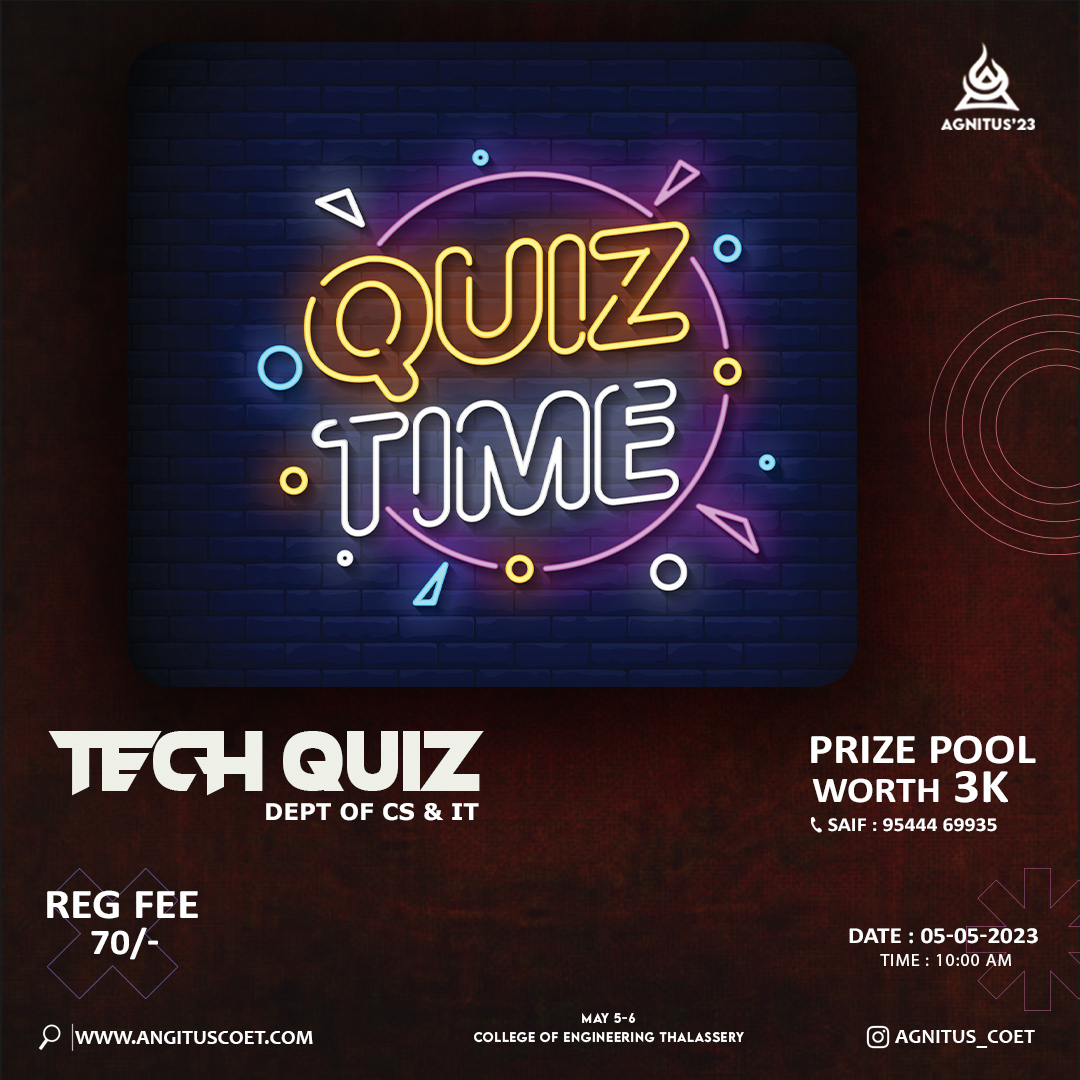 AGNITUS'23
QUIZ
TIME
TECH QUIZ
DEPT OF CS & IT
PRIZE POOL
WORTH 3K
SAIF : 95444 69935
REG FEE
70/-
DATE : 05-05-2023
TIME : 10:00 AM
WWW.ANGITUSCOET.COM
MAY 5-6
COLLEGE OF ENGINEERING THALASSERY
AGNITUS_COET